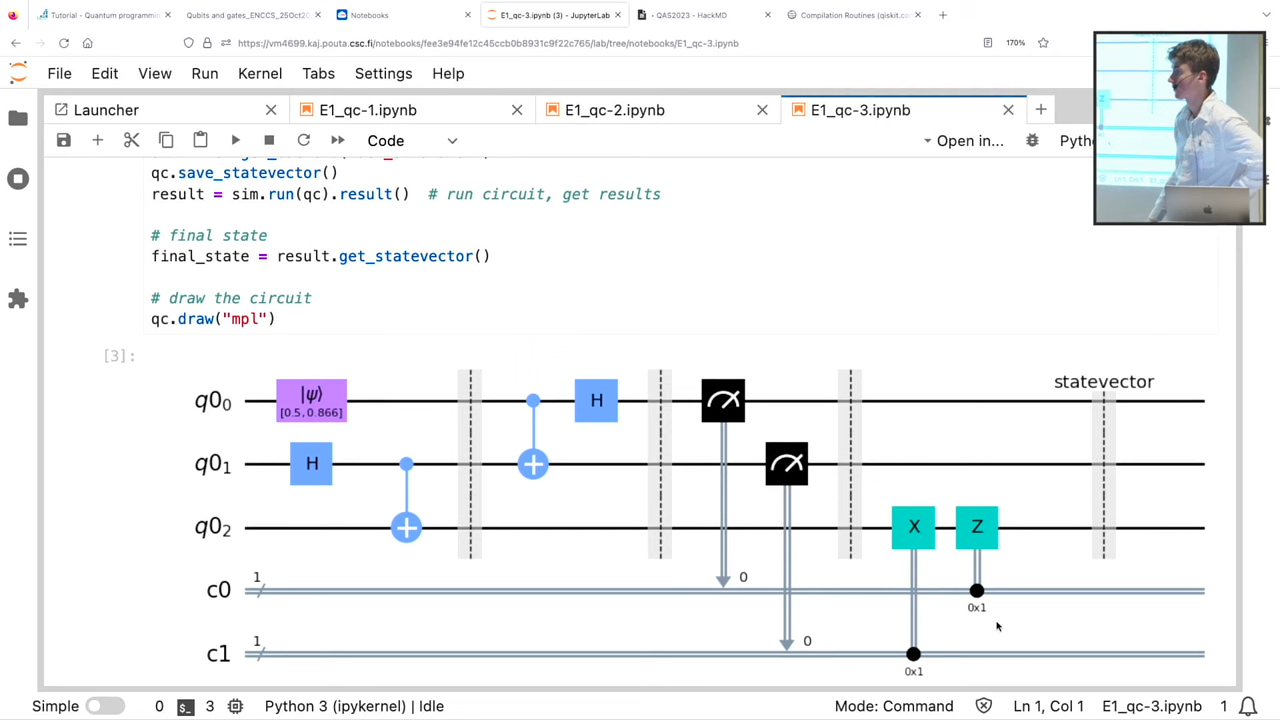 Tutorial - Quantum programmin
Qubits and gates_ENCCS_25Oct20
Notebooks
E1_qc-3.ipynb (3) - JupyterLab
- QAS2023 - HackMD
Compilation Routines (qiskit.co
https://vm4699.kaj.pouta.csc.fi/notebooks/fee3e94fe12c45ccb0b8931c9f22c765/lab/tree/notebooks/E1_qc-3.ipynb
170%
File Edit View Run Kernel Tabs Settings Help
Launcher
E1_qc-1.ipynb
E1_qc-2.ipynb
E1_qc-3.ipynb
Code
Open in...
Pyth
qc.save_statevector()
result = sim.run(qc).result() # run circuit, get results
# final state
final_state = result.get_statevector()
# draw the circuit
qc.draw("mpl")
[3]:
statevector
q0₀ |ψ⟩ H
[0.5, 0.866]
q0₁ H
q0₂ X Z
c0 1 0
0x1
c1 1 0
0x1
Simple 0 $_ 3 Python 3 (ipykernel) | Idle Mode: Command Ln 1, Col 1 E1_qc-3.ipynb 1